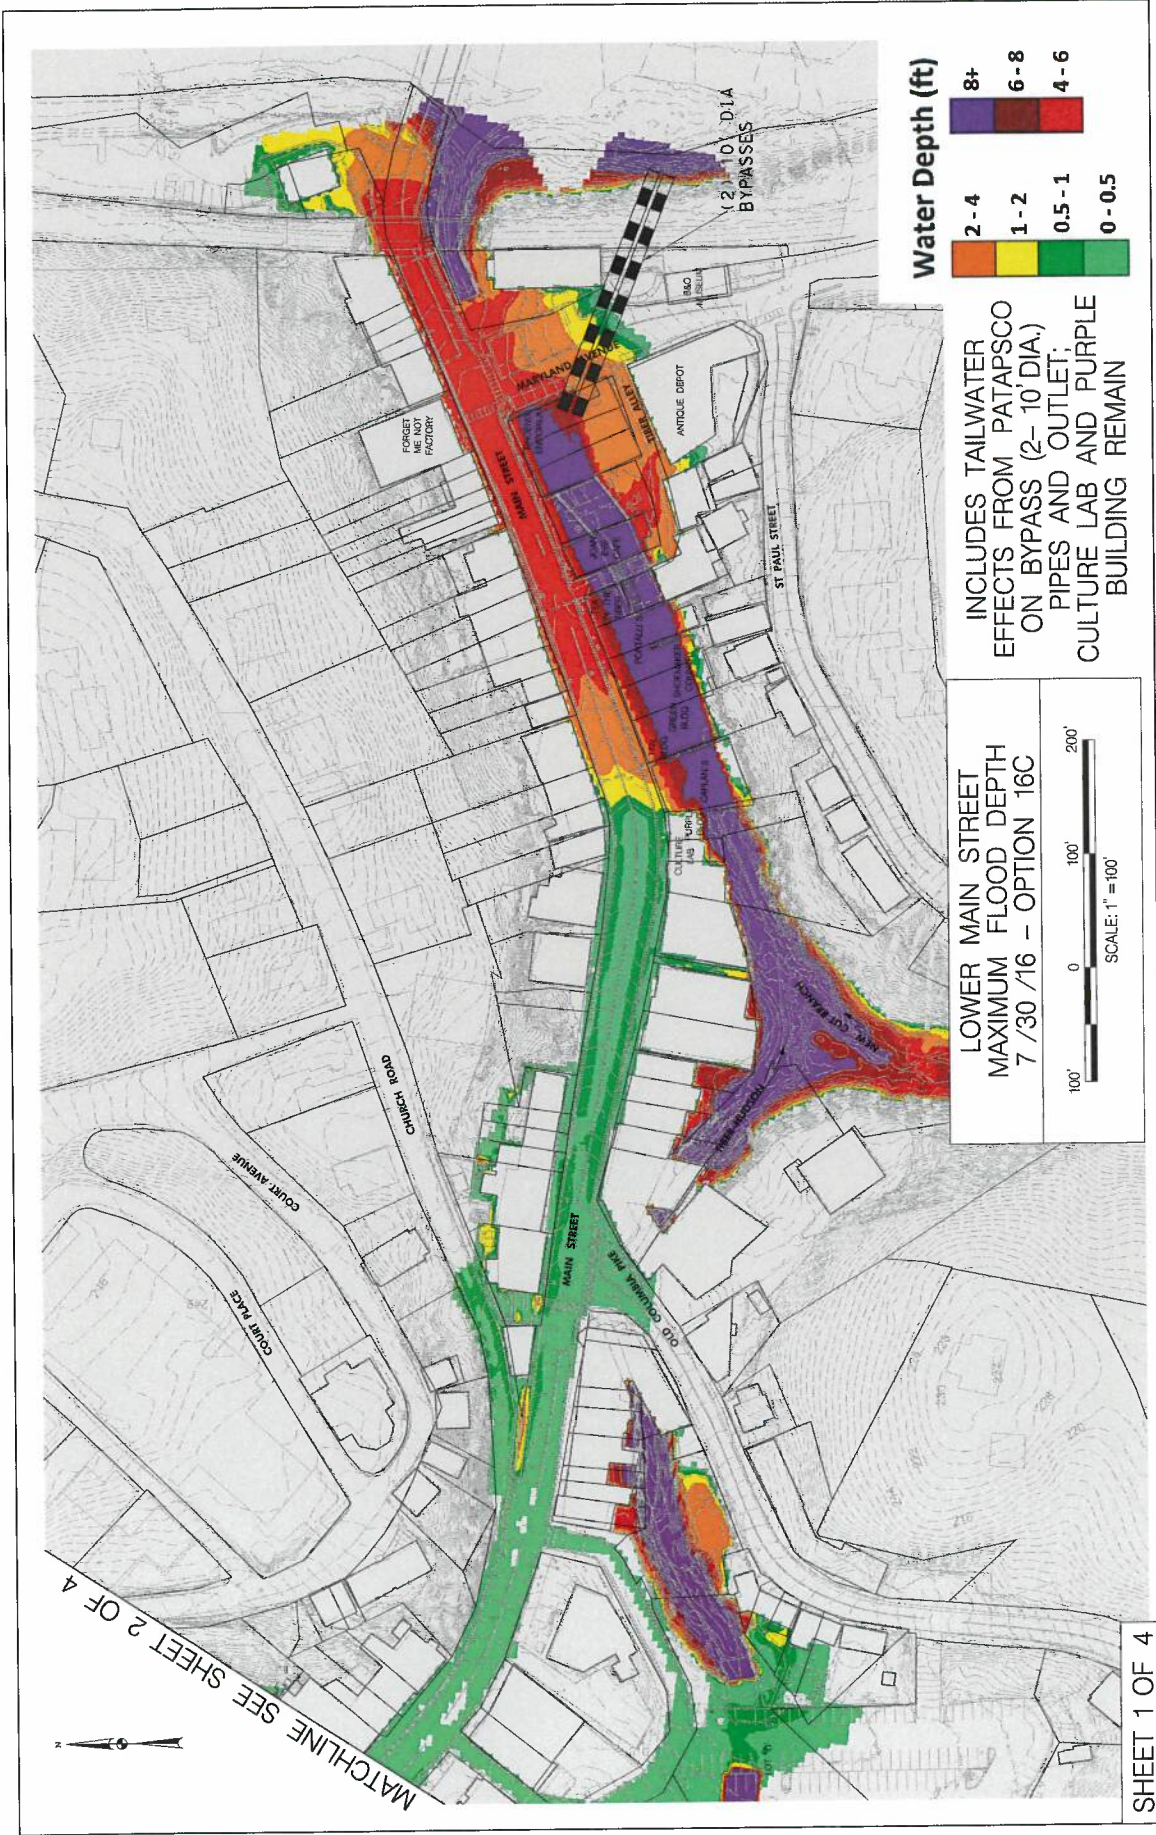 MATCHLINE SEE SHEET 2 OF 4
N
COURT PLACE
COURT AVENUE
CHURCH ROAD
MAIN STREET
OLD COLUMBIA PIKE
NEW CUT BRANCH
CULTURE
LAB
CAPLAN'S
MAIN STREET
FORGET
ME NOT
FACTORY
MARYLAND AVENUE
TIBER ALLEY
ANTIQUE DEPOT
ST PAUL STREET
B&O
MUSEUM
(2) 10' DIA
BYPASSES
Water Depth (ft)
2 - 4
1 - 2
0.5 - 1
0 - 0.5
8+
6 - 8
4 - 6
INCLUDES TAILWATER
EFFECTS FROM PATAPSCO
ON BYPASS (2- 10' DIA.)
PIPES AND OUTLET;
CULTURE LAB AND PURPLE
BUILDING REMAIN
LOWER MAIN STREET
MAXIMUM FLOOD DEPTH
7 /30 /16 - OPTION 16C
100' 0 100' 200'
SCALE: 1" =100'
SHEET 1 OF 4